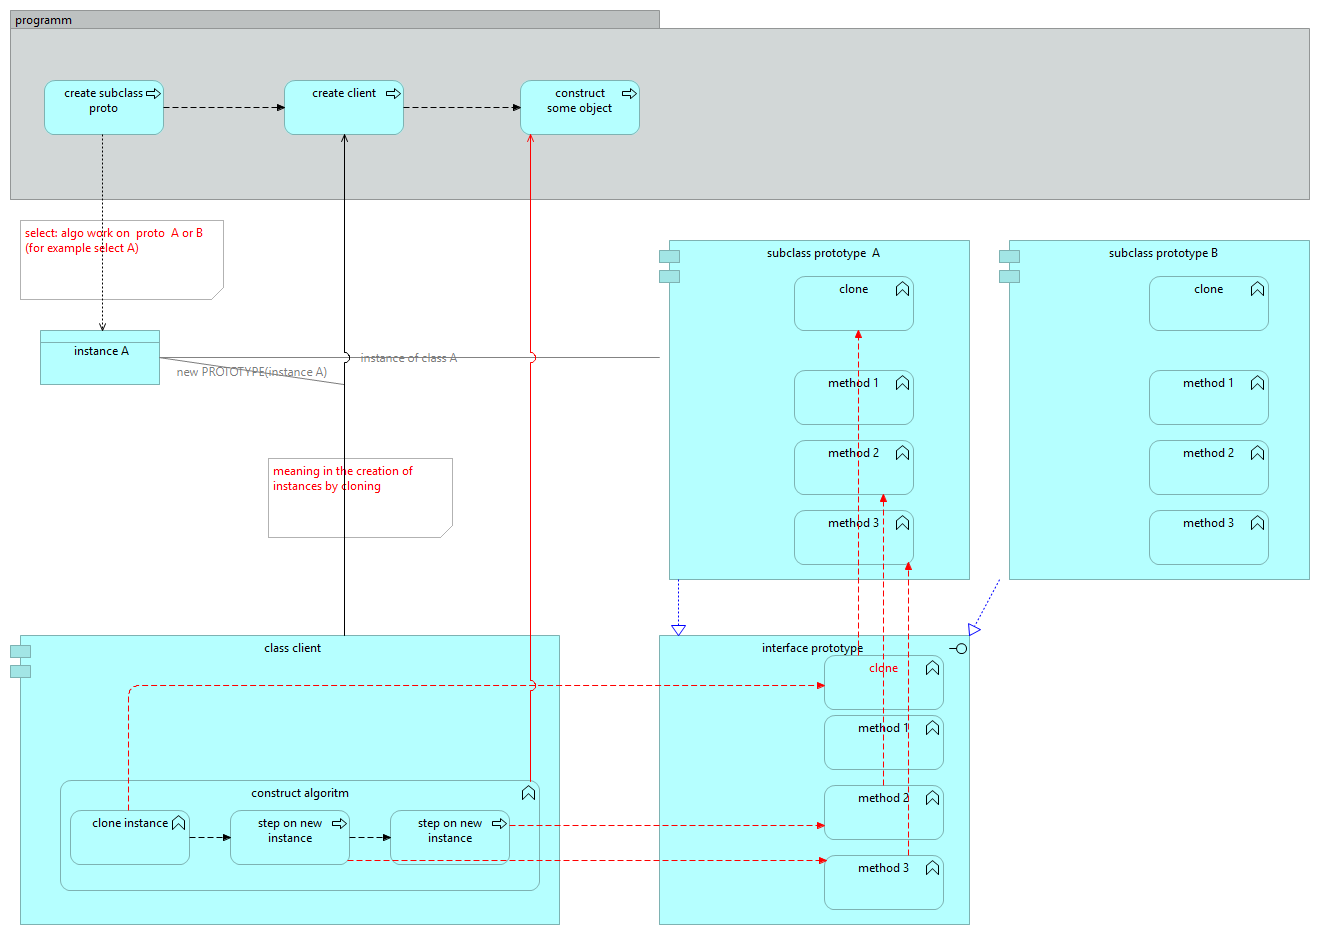 programm
create subclass
proto
create client
construct
some object
select: algo work on  proto  A or B
(for example select A)
instance A
instance of class A
new PROTOTYPE(instance A)
meaning in the creation of
instances by cloning
subclass prototype  A
clone
method 1
method 2
method 3
subclass prototype B
clone
method 1
method 2
method 3
class client
construct algoritm
clone instance
step on new
instance
step on new
instance
interface prototype
clone
method 1
method 2
method 3